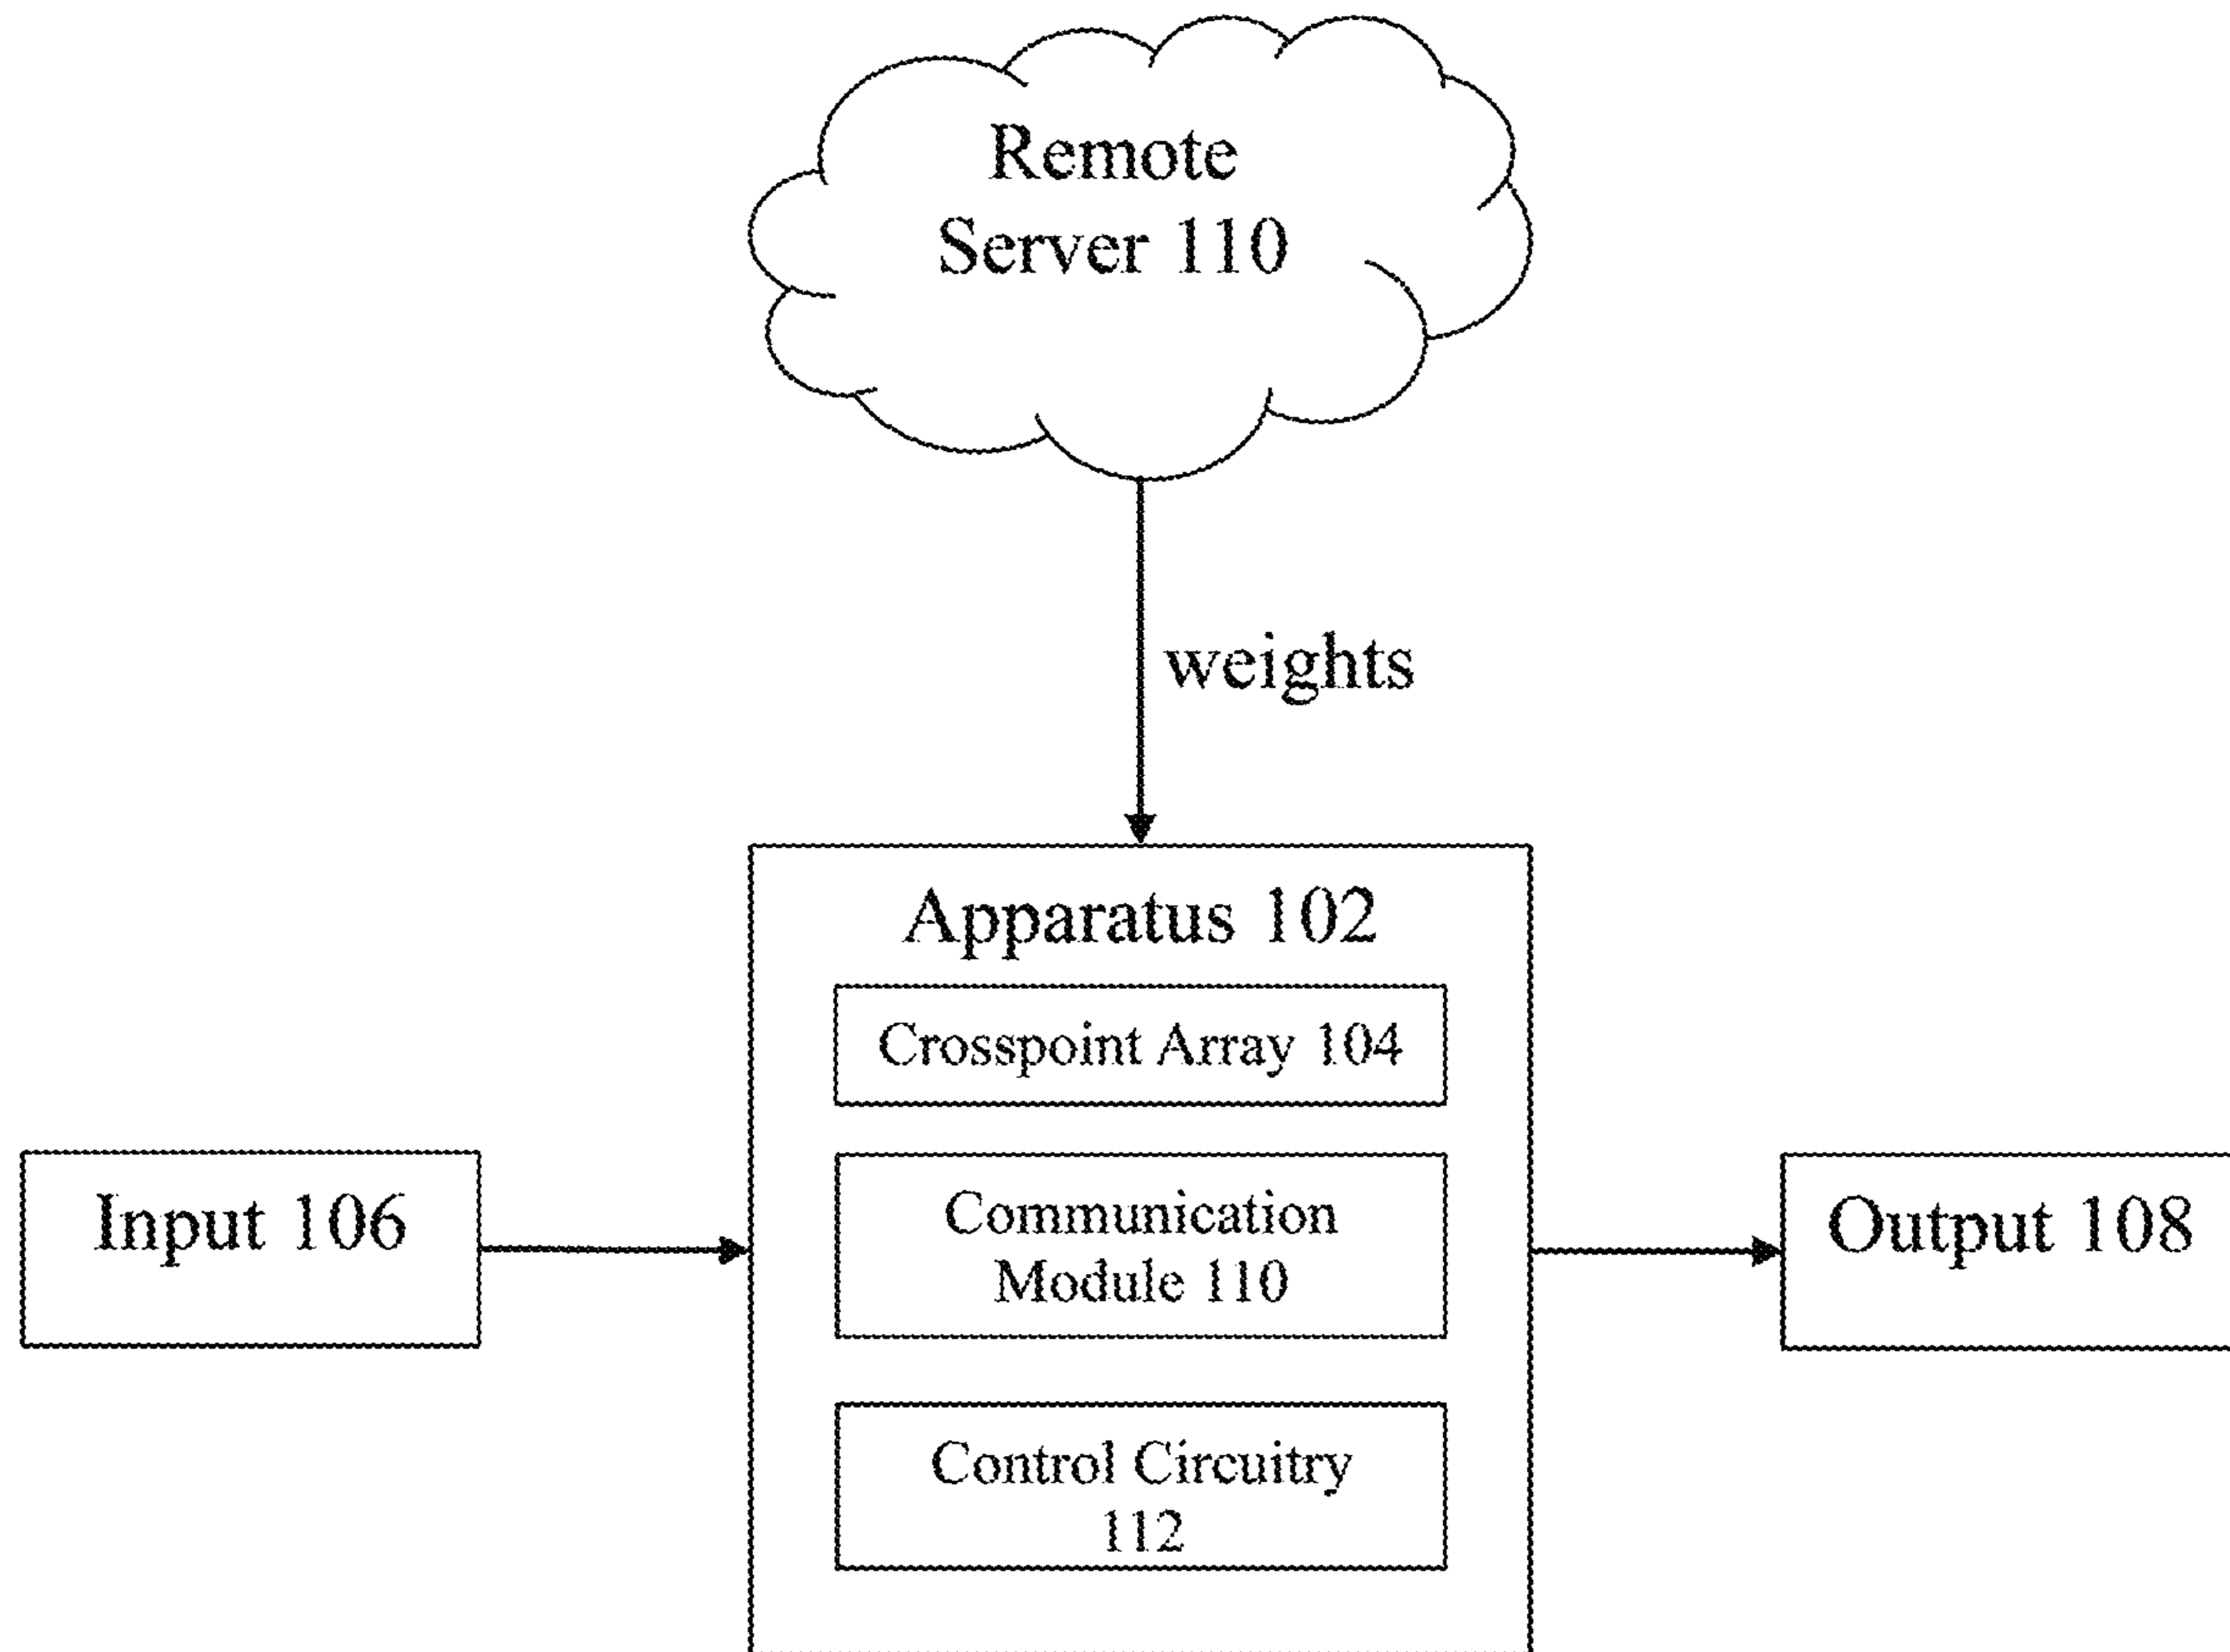 Remote
Server 110
weights
Apparatus 102
Crosspoint Array 104
Input 106
Communication
Module 110
Output 108
Control Circuitry
112